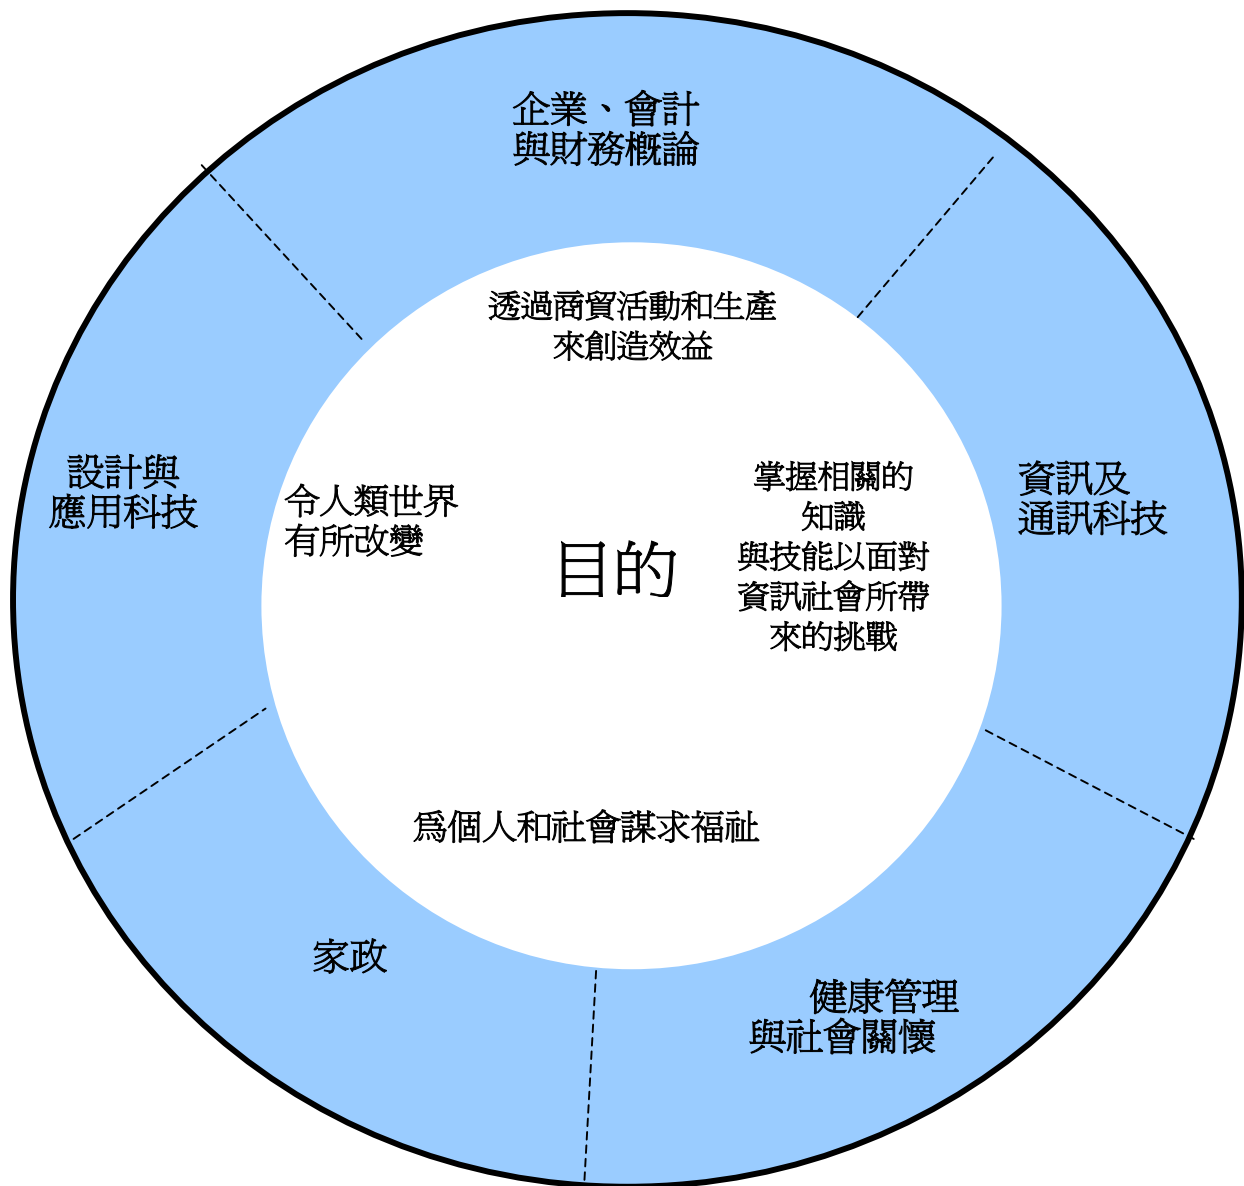 企業、會計
與財務概論
透過商貿活動和生產
來創造效益
設計與
應用科技
令人類世界
有所改變
目的
掌握相關的
知識
與技能以面對
資訊社會所帶
來的挑戰
資訊及
通訊科技
爲個人和社會謀求福祉
家政
健康管理
與社會關懷